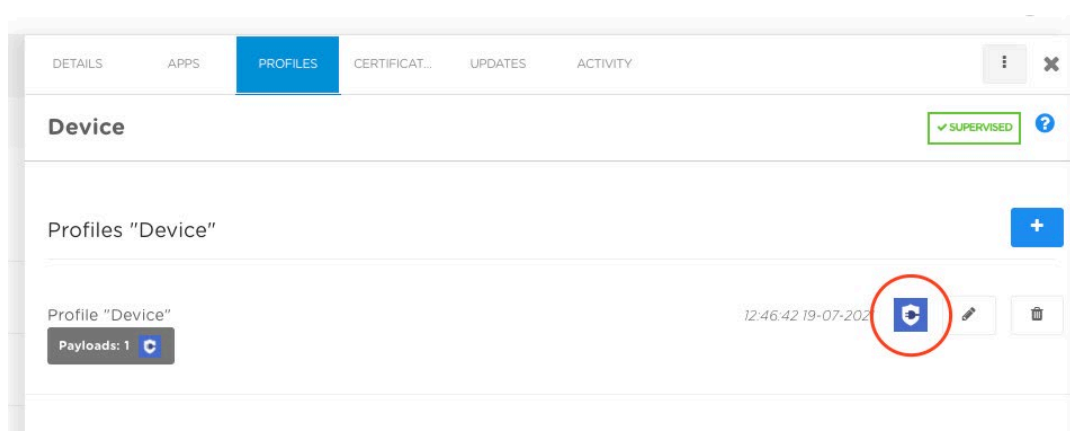 DETAILS APPS PROFILES CERTIFICAT... UPDATES ACTIVITY
Device
✔ SUPERVISED
?
Profiles "Device"
+
Profile "Device"
12:46:42 19-07-202
Payloads: 1